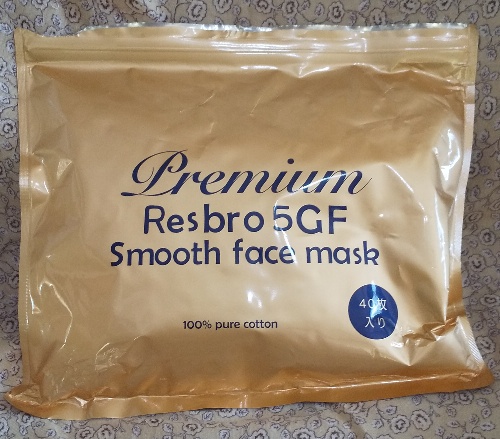 Premium
Resbro 5GF
Smooth face mask
40枚
入り
100% pure cotton